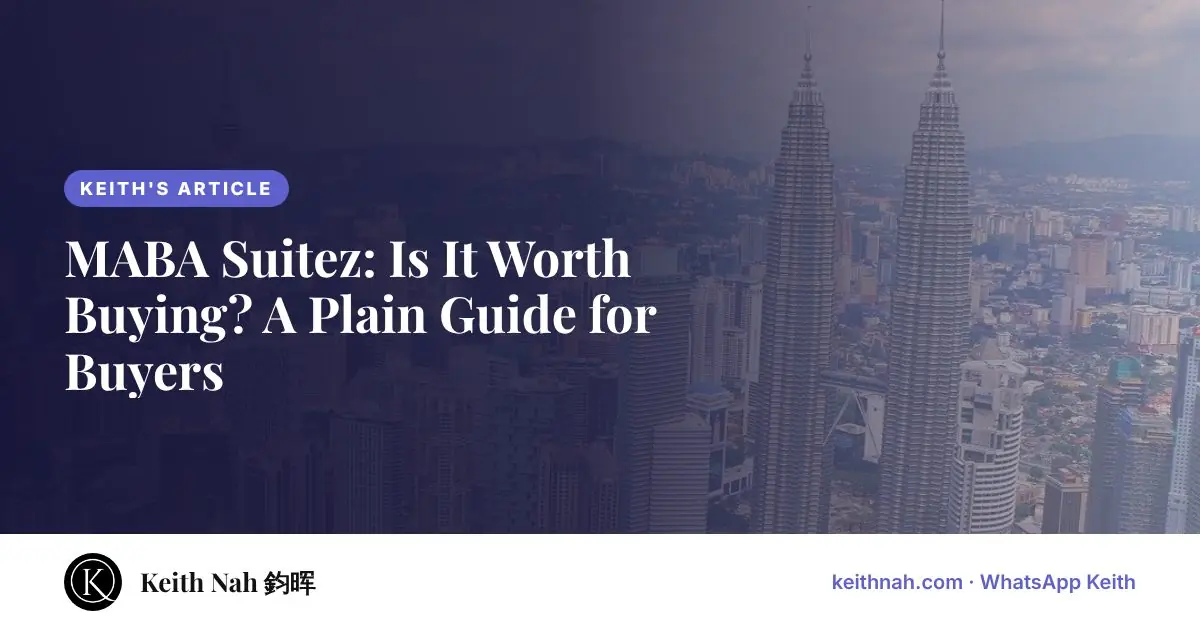 KEITH'S ARTICLE
MABA Suitez: Is It Worth
Buying? A Plain Guide for
Buyers
K
Keith Nah 鈞晖
keithnah.com · WhatsApp Keith